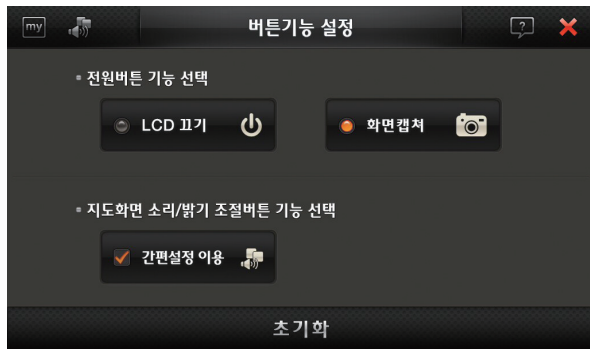 my
버튼기능 설정
?
전원버튼 기능 선택
LCD 끄기
화면캡쳐
지도화면 소리/밝기 조절버튼 기능 선택
간편설정 이용
초기화